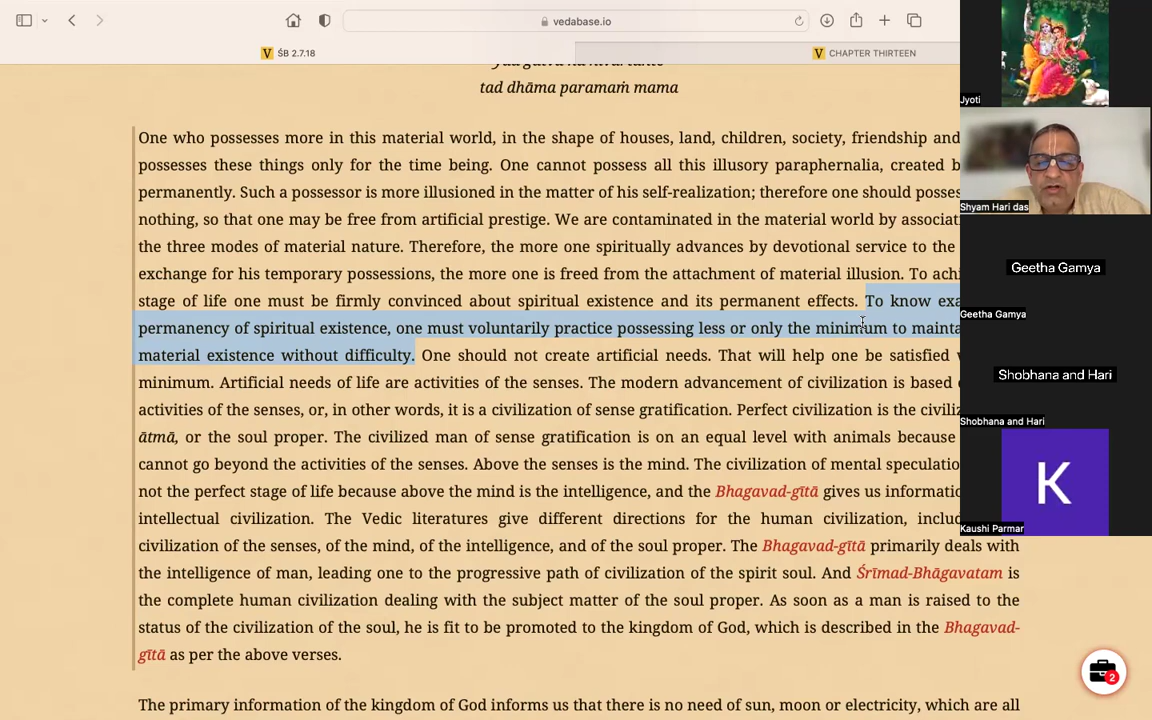 vedabase.io
ŚB 2.7.18
CHAPTER THIRTEEN
tad dhāma paramaṁ mama
One who possesses more in this material world, in the shape of houses, land, children, society, friendship and
possesses these things only for the time being. One cannot possess all this illusory paraphernalia, created
permanently. Such a possessor is more illusioned in the matter of his self-realization; therefore one should
nothing, so that one may be free from artificial prestige. We are contaminated in the material world by
the three modes of material nature. Therefore, the more one spiritually advances by devotional service to the
exchange for his temporary possessions, the more one is freed from the attachment of material illusion. To
stage of life one must be firmly convinced about spiritual existence and its permanent effects. To know
permanency of spiritual existence, one must voluntarily practice possessing less or only the minimum to
material existence without difficulty. One should not create artificial needs. That will help one be satisfied
minimum. Artificial needs of life are activities of the senses. The modern advancement of civilization is based
activities of the senses, or, in other words, it is a civilization of sense gratification. Perfect civilization is the
ātmā, or the soul proper. The civilized man of sense gratification is on an equal level with animals because
cannot go beyond the activities of the senses. Above the senses is the mind. The civilization of mental
not the perfect stage of life because above the mind is the intelligence, and the Bhagavad-gītā gives us
intellectual civilization. The Vedic literatures give different directions for the human civilization,
civilization of the senses, of the mind, of the intelligence, and of the soul proper. The Bhagavad-gītā primarily deals with
the intelligence of man, leading one to the progressive path of civilization of the spirit soul. And Śrīmad-Bhāgavatam is
the complete human civilization dealing with the subject matter of the soul proper. As soon as a man is raised to the
status of the civilization of the soul, he is fit to be promoted to the kingdom of God, which is described in the Bhagavad-
gītā as per the above verses.
The primary information of the kingdom of God informs us that there is no need of sun, moon or electricity, which are all
Jyoti
Shyam Hari das
Geetha Gamya
Geetha Gamya
Shobhana and Hari
Shobhana and Hari
K
Kaushi Parmar
2